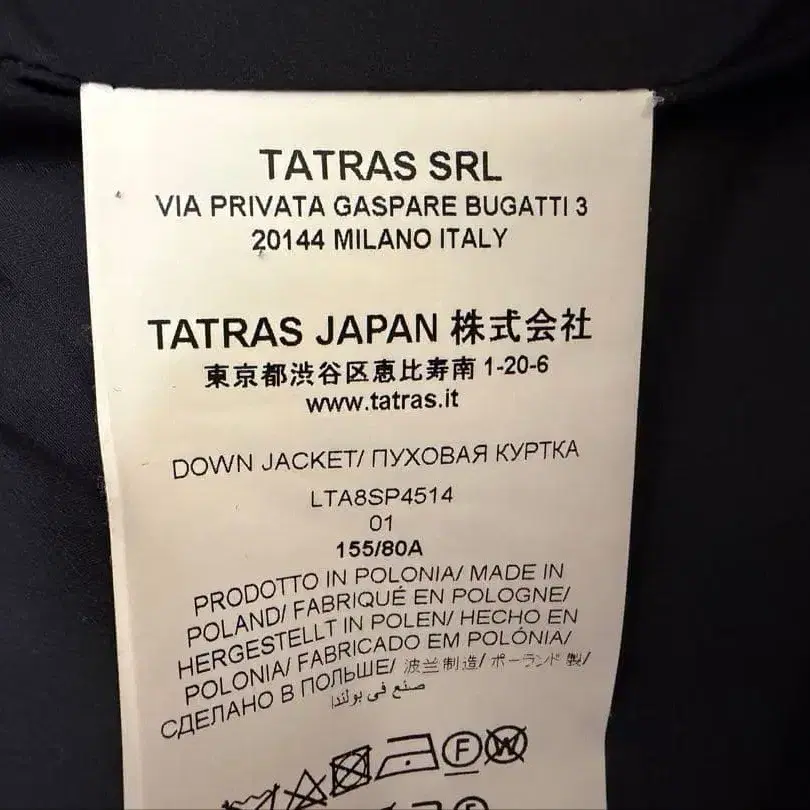 TATRAS SRL
VIA PRIVATA GASPARE BUGATTI 3
20144 MILANO ITALY
TATRAS JAPAN 株式会社
東京都渋谷区恵比寿南 1-20-6
www.tatras.it
DOWN JACKET/ ПУХОВАЯ КУРТКА
LTA8SP4514
01
155/80A
PRODOTTO IN POLONIA/ MADE IN
POLAND/ FABRIQUÉ EN POLOGNE/
HERGESTELLT IN POLEN/ HECHO EN
POLONIA/ FABRICADO EM POLÓNIA/
СДЕЛАНО В ПОЛЬШЕ/ 波兰制造/ ポーランド 製/
صنع في بولندا
F W